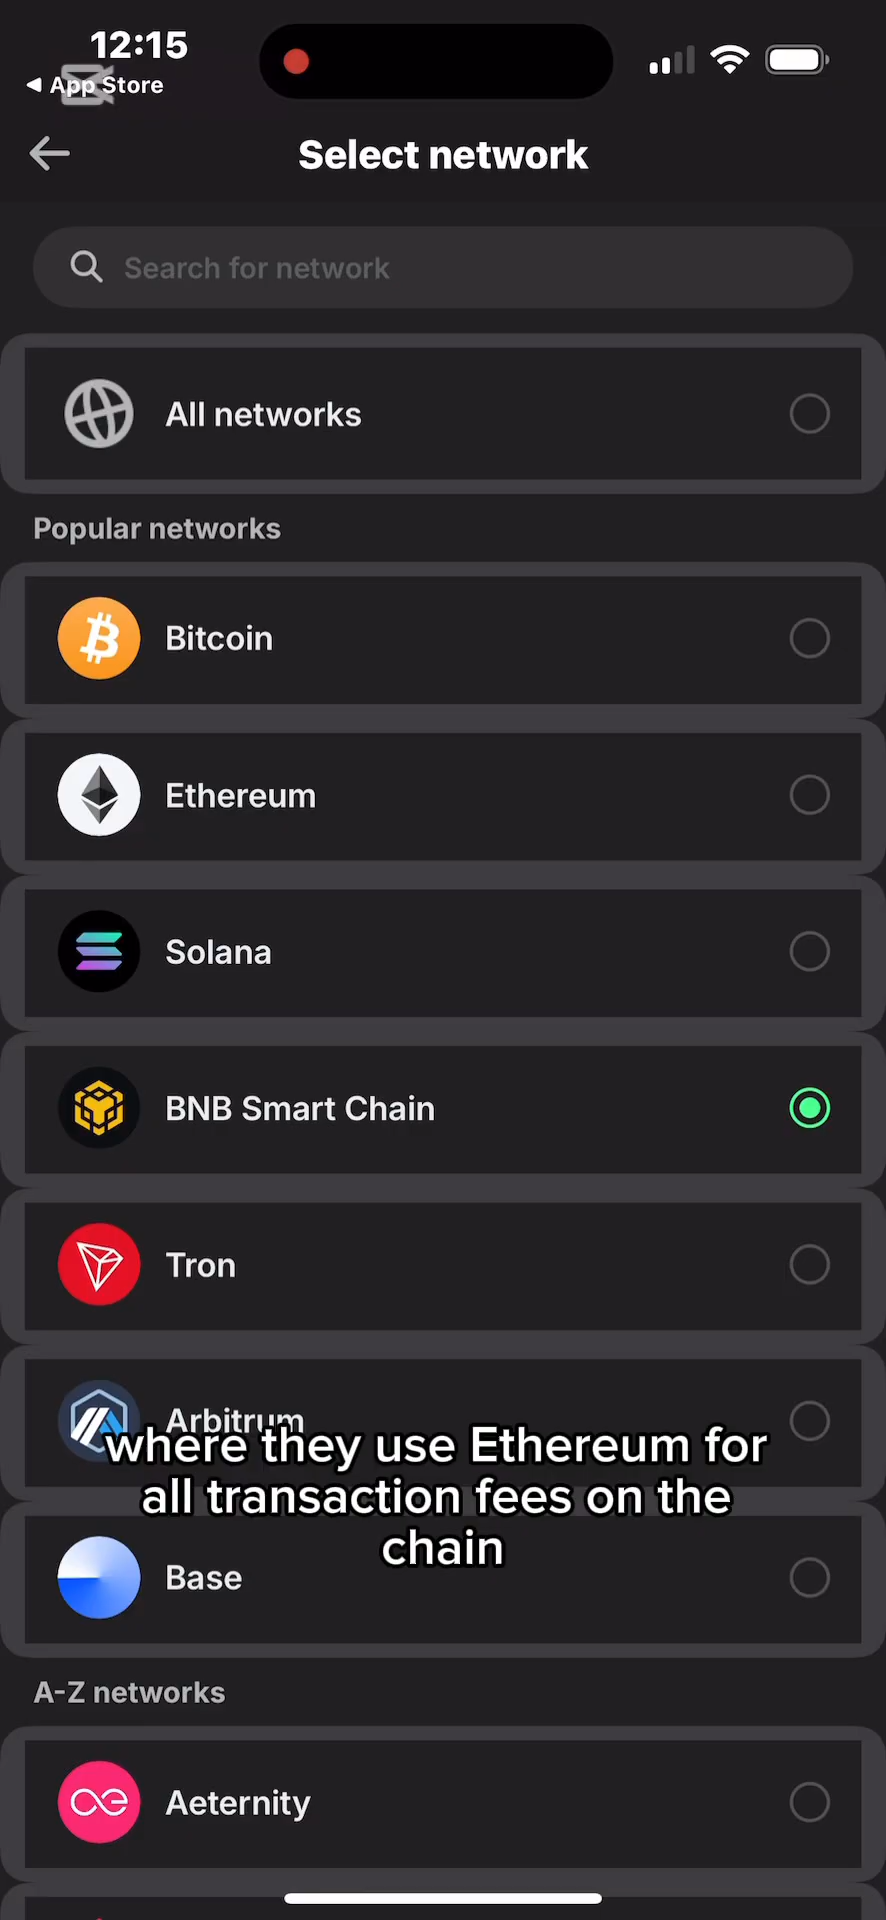 12:15
App Store
Select network
Search for network
All networks
Popular networks
Bitcoin
Ethereum
Solana
BNB Smart Chain
Tron
Arbitrum
where they use Ethereum for
all transaction fees on the
chain
Base
A-Z networks
Aeternity